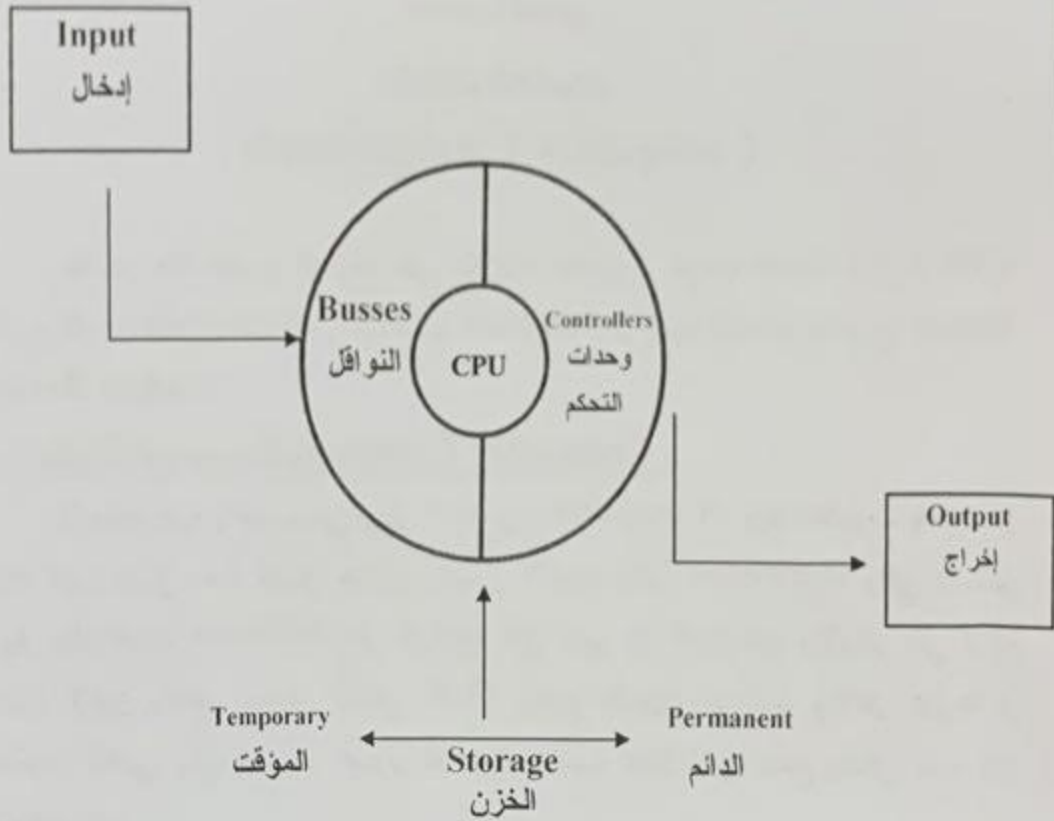 Input
إدخال
Busses
النواقل
CPU
Controllers
وحدات
التحكم
Output
إخراج
Temporary
المؤقت
Storage
الخزن
Permanent
الدائم